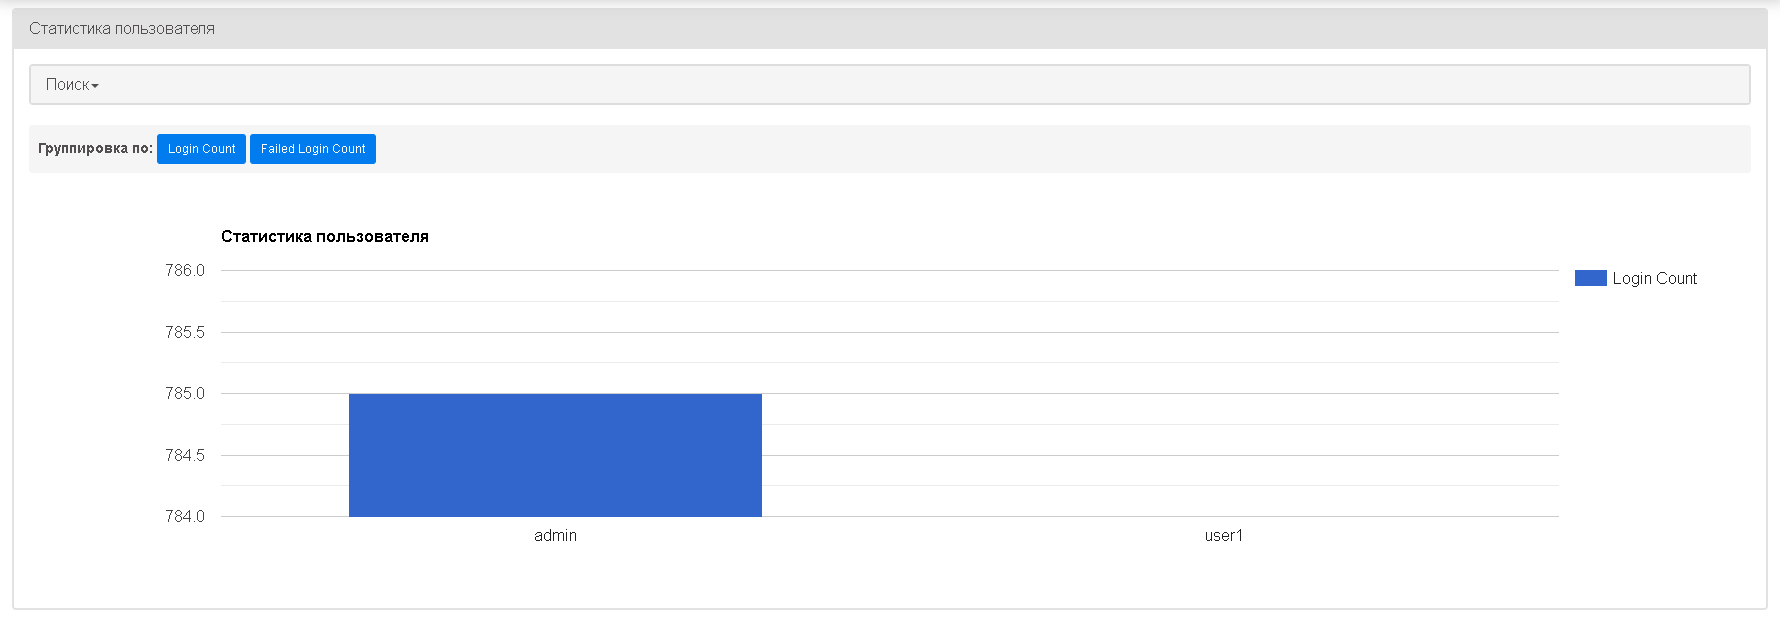 Статистика пользователя
Поиск
Группировка по: Login Count Failed Login Count
Статистика пользователя
786.0
785.5
785.0
784.5
784.0
admin user1
Login Count